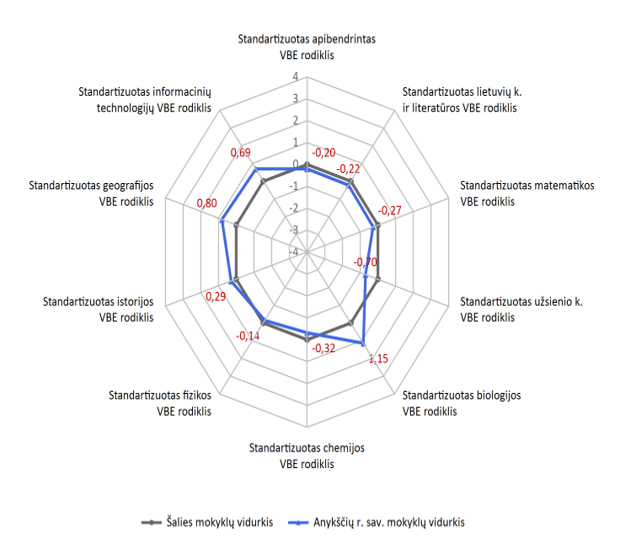 Standartizuotas apibendrintas
VBE rodiklis
Standartizuotas informacinių
technologijų VBE rodiklis
Standartizuotas lietuvių k.
ir literatūros VBE rodiklis
4
3
2
1
0
-1
-2
-3
-4
0,69
-0,20
-0,22
Standartizuotas geografijos
VBE rodiklis
0,80
-0,27
Standartizuotas matematikos
VBE rodiklis
-0,70
Standartizuotas istorijos
VBE rodiklis
0,29
Standartizuotas užsienio k.
VBE rodiklis
-0,14
-0,32
1,15
Standartizuotas fizikos
VBE rodiklis
Standartizuotas biologijos
VBE rodiklis
Standartizuotas chemijos
VBE rodiklis
Šalies mokyklų vidurkis
Anykščių r. sav. mokyklų vidurkis